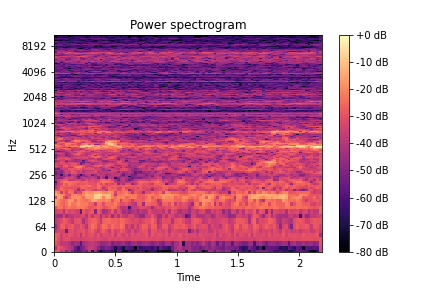 Power spectrogram
Hz
8192
4096
2048
1024
512
256
128
64
0
0
0.5
1
1.5
2
Time
+0 dB
-10 dB
-20 dB
-30 dB
-40 dB
-50 dB
-60 dB
-70 dB
-80 dB